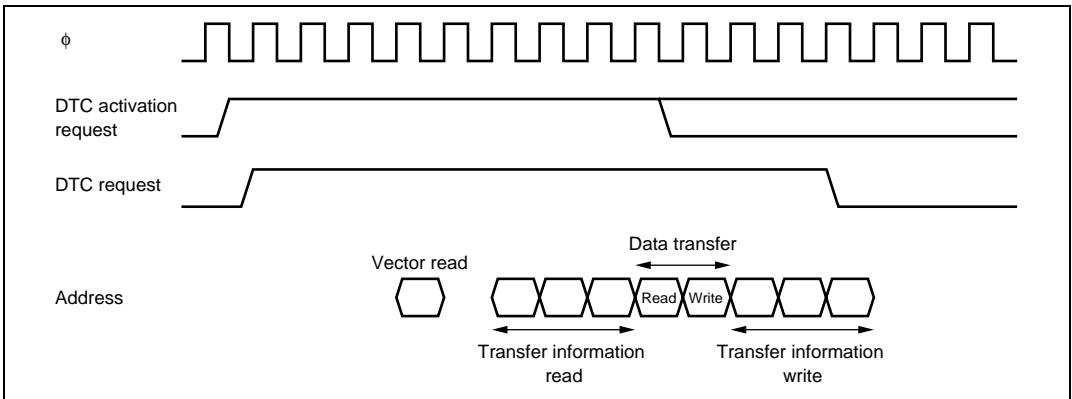 ϕ
DTC activation
request
DTC request
Data transfer
Vector read
Address
Read
Write
Transfer information
read
Transfer information
write